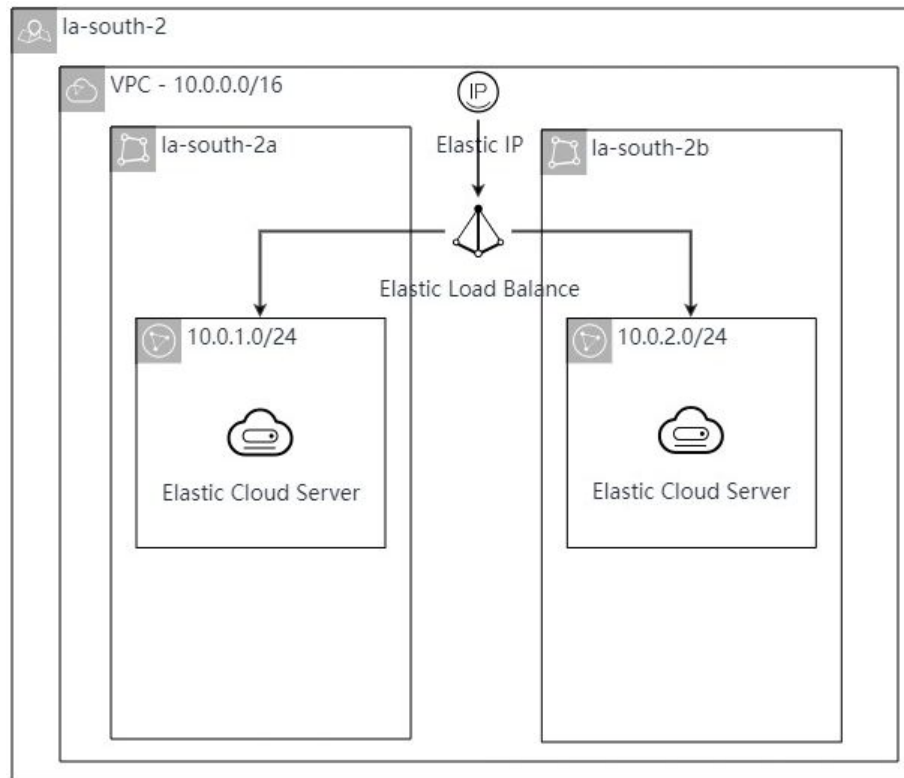 la-south-2
VPC - 10.0.0.0/16
IP
la-south-2a
Elastic IP
la-south-2b
Elastic Load Balance
10.0.1.0/24
10.0.2.0/24
Elastic Cloud Server
Elastic Cloud Server